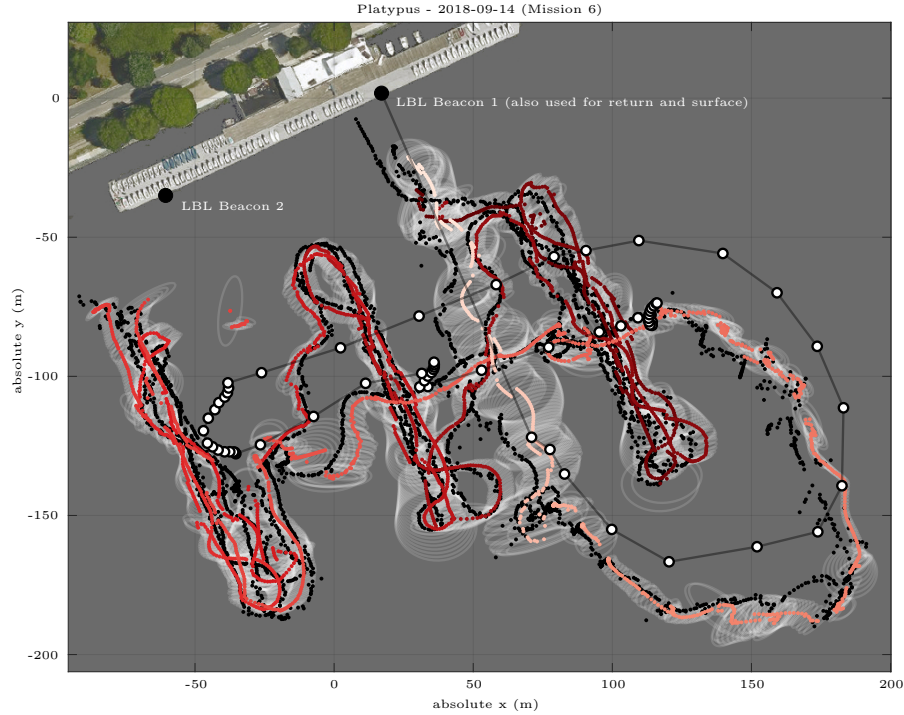 Platypus - 2018-09-14 (Mission 6)
0
LBL Beacon 1 (also used for return and surface)
LBL Beacon 2
-50
-100
-150
-200
absolute y (m)
-50
0
50
100
150
200
absolute x (m)